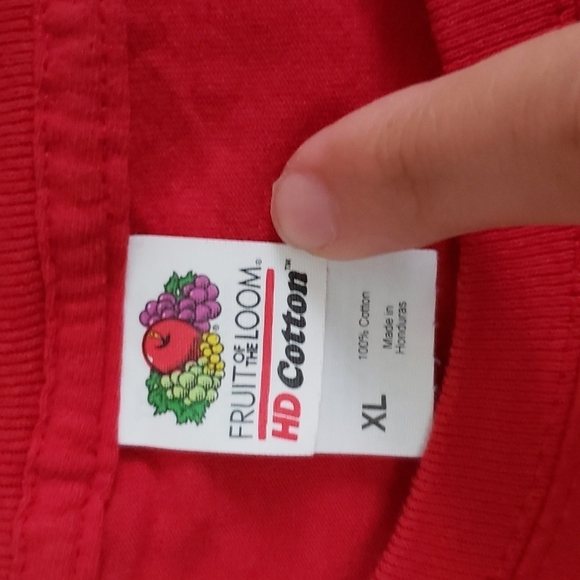 FRUIT OF THE LOOM®
HD Cotton™
100% Cotton
Made in
Honduras
XL